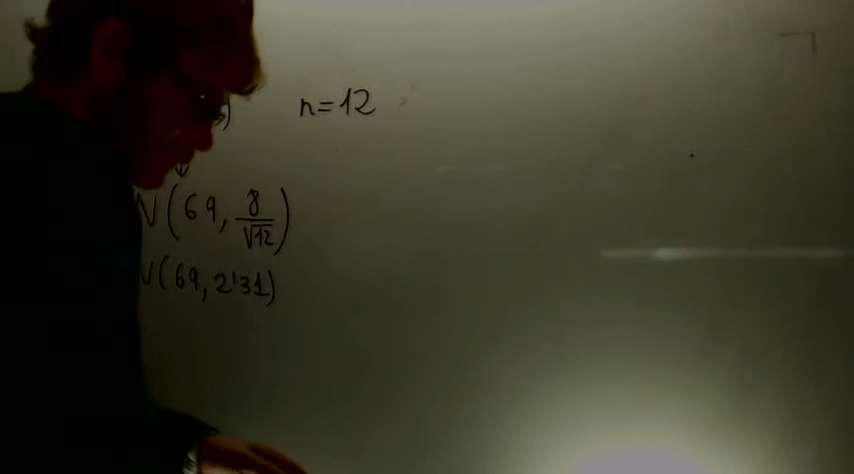 n=12
N(69, 8/√12)
N(69, 2'31)